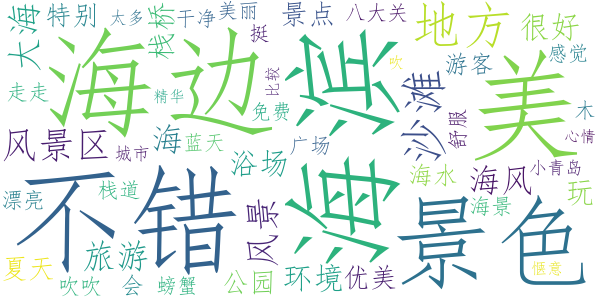 大海
特别
太多
栈桥
干净
美丽
挺
景点
八大关
地方
很好
感觉
游客
走走
海边
精华
比较
免费
海滨
吹
沙滩
舒服
美
木
心情
风景区
城市
海
蓝天
浴场
广场
海水
海风
小青岛
玩
漂亮
栈道
不错
风景
景色
海景
惬意
夏天
旅游
吹吹
会
螃蟹
公园
环境
优美